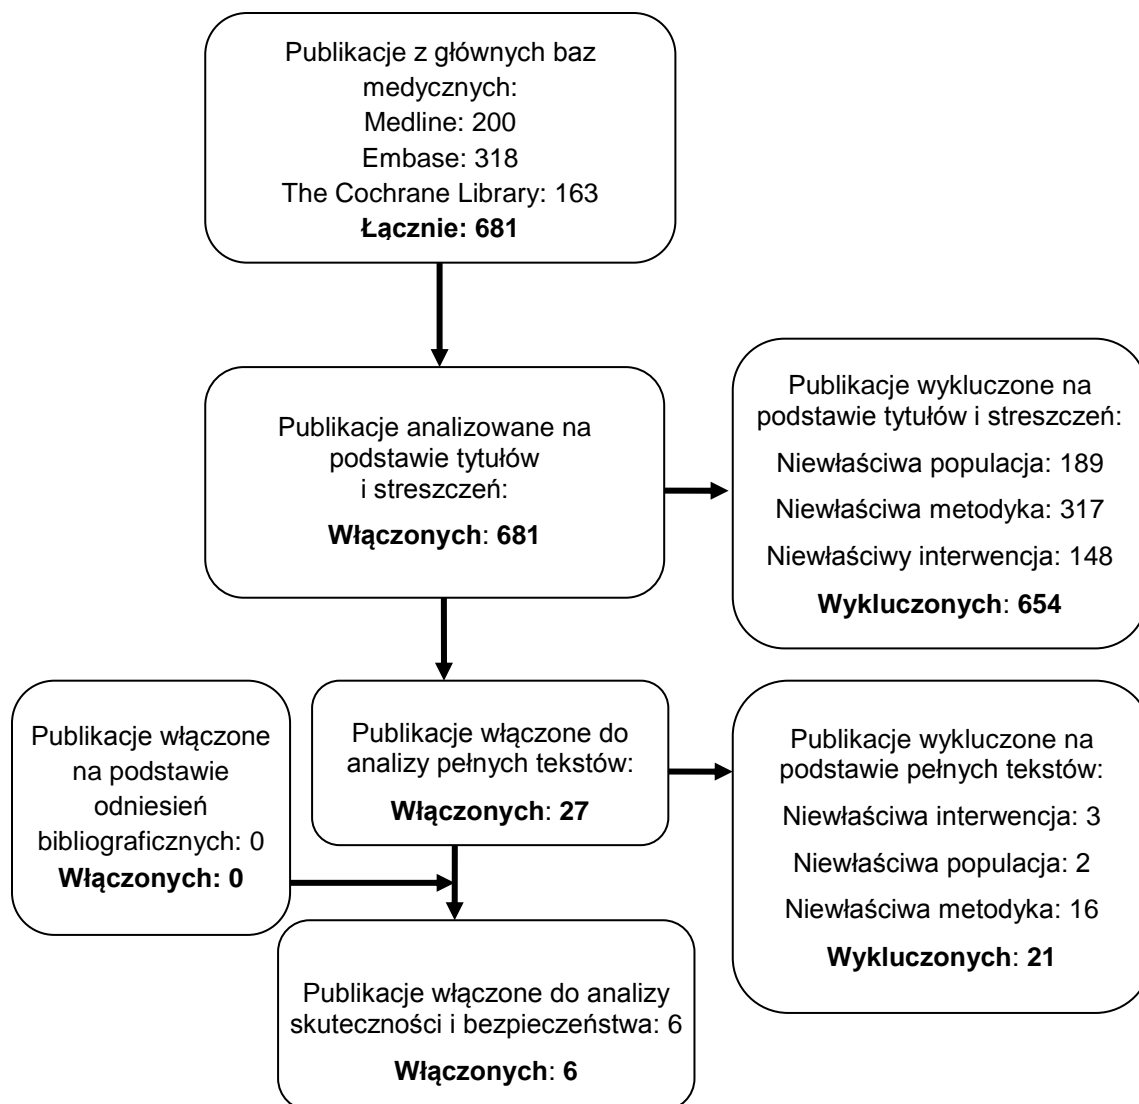 Publikacje z głównych baz
medycznych:
Medline: 200
Embase: 318
The Cochrane Library: 163
Łącznie: 681
Publikacje analizowane na
podstawie tytułów
i streszczeń:
Włączonych: 681
Publikacje wykluczone na
podstawie tytułów i streszczeń:
Niewłaściwa populacja: 189
Niewłaściwa metodyka: 317
Niewłaściwy interwencja: 148
Wykluczonych: 654
Publikacje włączone
na podstawie
odniesień
bibliograficznych: 0
Włączonych: 0
Publikacje włączone do
analizy pełnych tekstów:
Włączonych: 27
Publikacje wykluczone na
podstawie pełnych tekstów:
Niewłaściwa interwencja: 3
Niewłaściwa populacja: 2
Niewłaściwa metodyka: 16
Wykluczonych: 21
Publikacje włączone do analizy
skuteczności i bezpieczeństwa: 6
Włączonych: 6